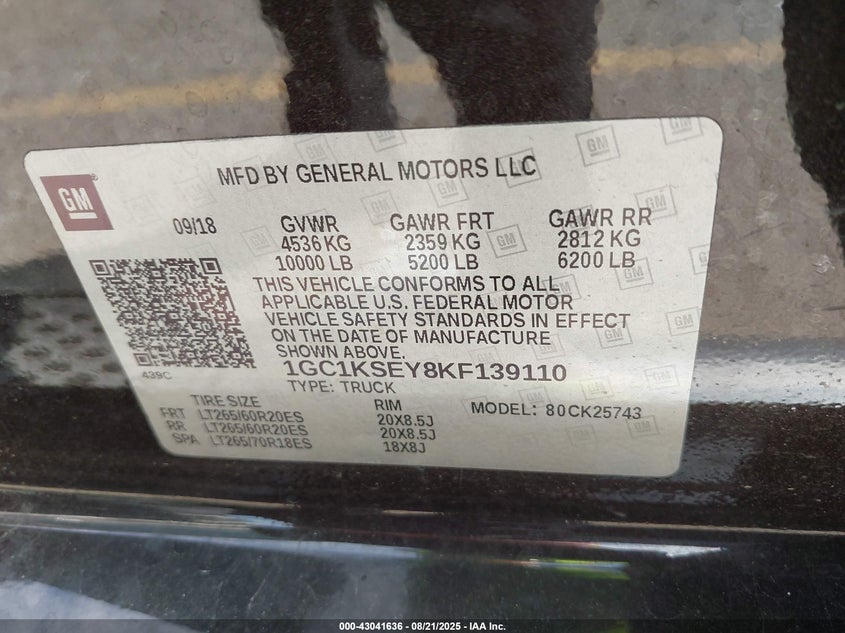 MFD BY GENERAL MOTORS LLC
GM
09/18 GVWR GAWR FRT GAWR RR
4536 KG 2359 KG 2812 KG
10000 LB 5200 LB 6200 LB
THIS VEHICLE CONFORMS TO ALL
APPLICABLE U.S. FEDERAL MOTOR
VEHICLE SAFETY STANDARDS IN EFFECT
ON THE DATE OF MANUFACTURE
SHOWN ABOVE.
439C
1GC1KSEY8KF139110
TYPE: TRUCK
TIRE SIZE RIM MODEL: 80CK25743
FRT LT265/60R20ES 20X8.5J
RR LT265/60R20ES 20X8.5J
SPA LT265/70R18ES 18X8J
000-43041636 - 08/21/2025 - IAA Inc.